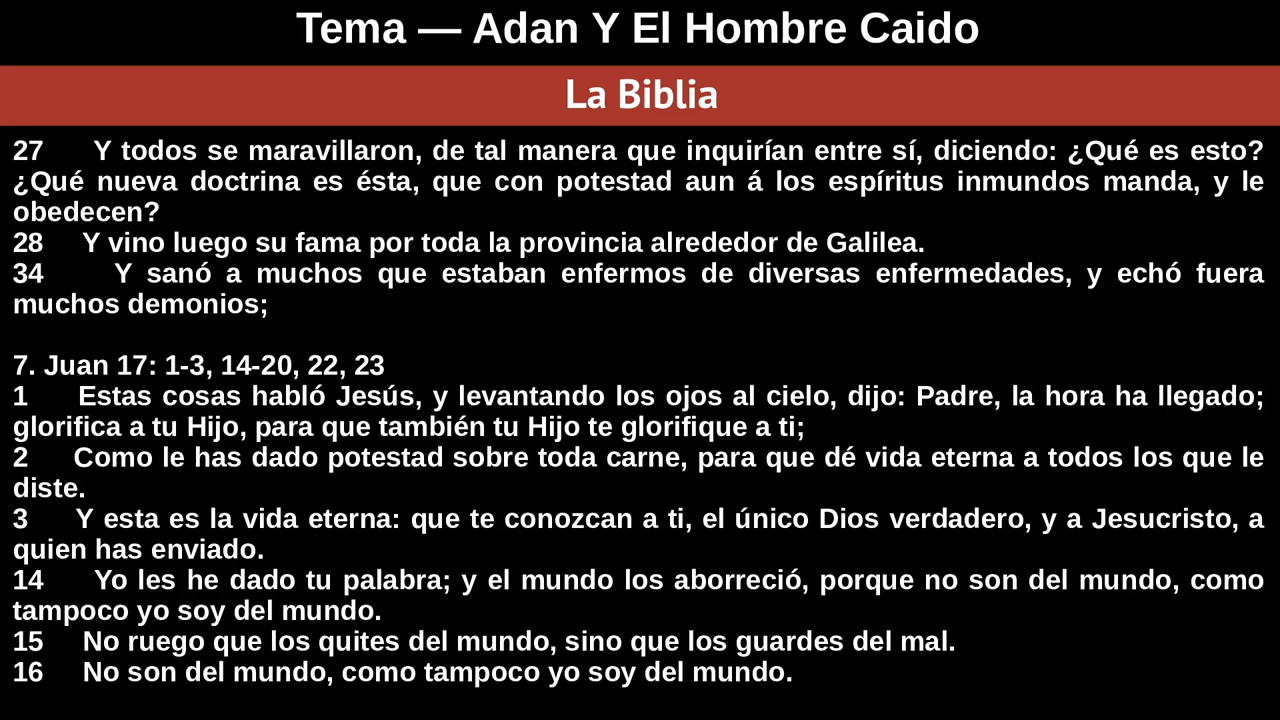 Tema — Adan Y El Hombre Caido
La Biblia
27 Y todos se maravillaron, de tal manera que inquirían entre sí, diciendo: ¿Qué es esto?
¿Qué nueva doctrina es ésta, que con potestad aun á los espíritus inmundos manda, y le
obedecen?
28 Y vino luego su fama por toda la provincia alrededor de Galilea.
34 Y sanó a muchos que estaban enfermos de diversas enfermedades, y echó fuera
muchos demonios;
7. Juan 17: 1-3, 14-20, 22, 23
1 Estas cosas habló Jesús, y levantando los ojos al cielo, dijo: Padre, la hora ha llegado;
glorifica a tu Hijo, para que también tu Hijo te glorifique a ti;
2 Como le has dado potestad sobre toda carne, para que dé vida eterna a todos los que le
diste.
3 Y esta es la vida eterna: que te conozcan a ti, el único Dios verdadero, y a Jesucristo, a
quien has enviado.
14 Yo les he dado tu palabra; y el mundo los aborreció, porque no son del mundo, como
tampoco yo soy del mundo.
15 No ruego que los quites del mundo, sino que los guardes del mal.
16 No son del mundo, como tampoco yo soy del mundo.